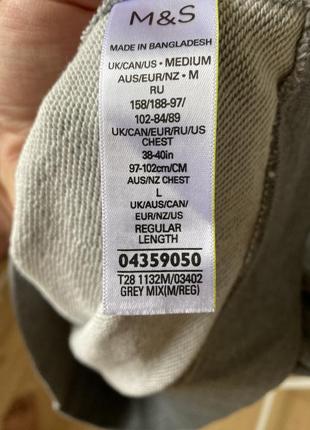 M&S
MADE IN BANGLADESH
UK/CAN/US • MEDIUM
AUS/EUR/NZ • M
RU
158/188-97/
102-84/89
UK/CAN/EUR/RU/US
CHEST
38-40in
97-102cm/CM
AUS/NZ CHEST
L
UK/AUS/CAN/
EUR/NZ/US
REGULAR
LENGTH
04359050
T28 1132M/03402
GREY MIX(M/REG)